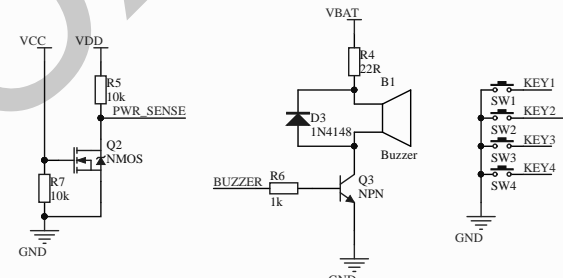 VCC
VDD
R5
10k
PWR_SENSE
Q2
NMOS
R7
10k
GND
VBAT
R4
22R
B1
D3
1N4148
Buzzer
BUZZER
R6
1k
Q3
NPN
GND
KEY1
SW1
KEY2
SW2
KEY3
SW3
KEY4
SW4
GND